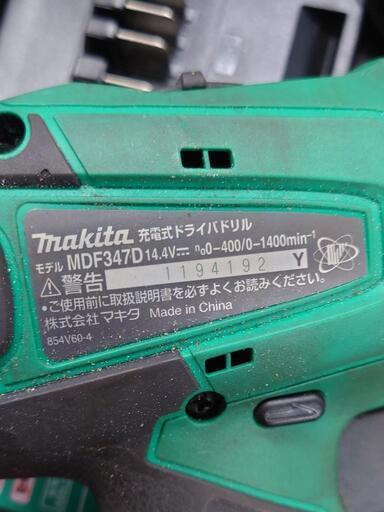 makita 充電式ドライバドリル
モデル MDF347D 14.4V⎓ n₀0-400/0-1400min⁻¹
⚠警告 1194192 Y
・ご使用前に取扱説明書を必ずよくお読みください。
株式会社マキタ Made in China
854V60-4